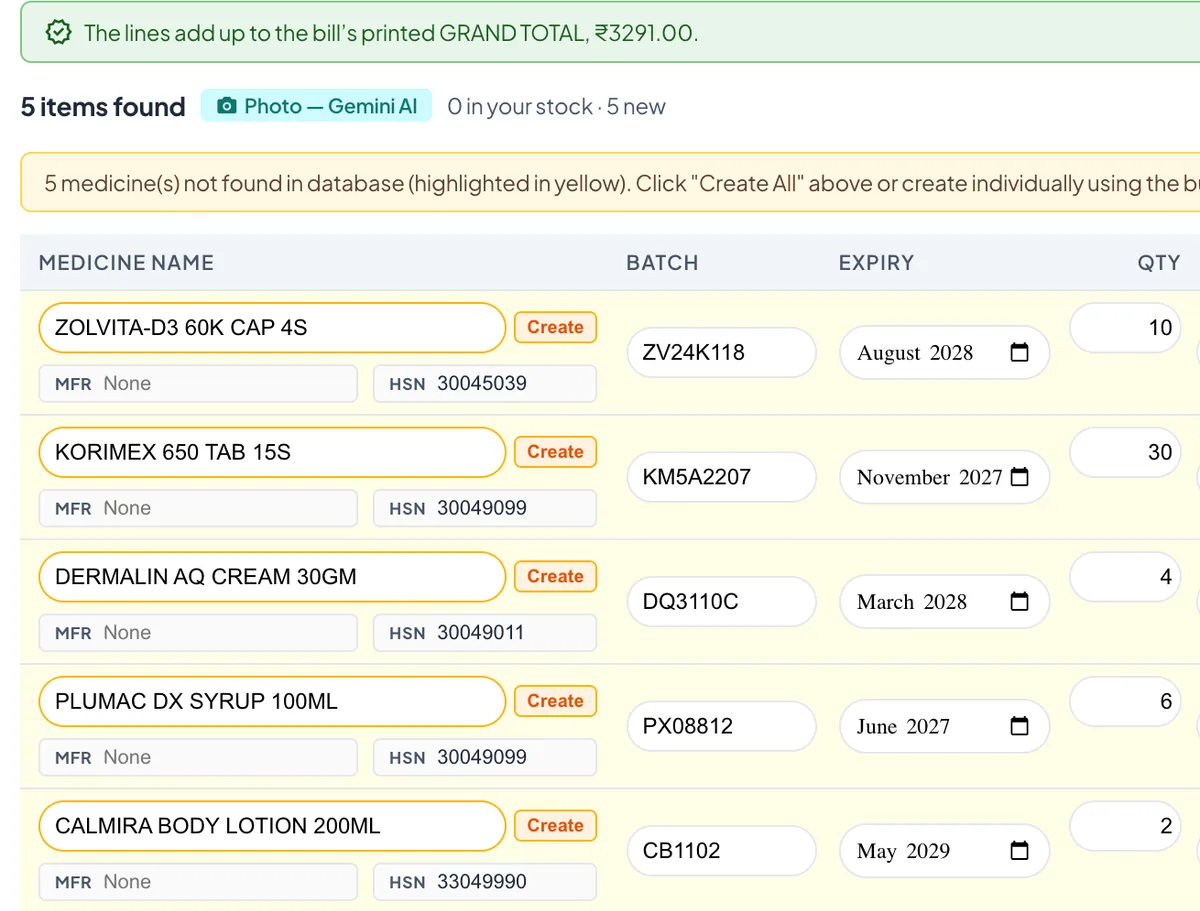 The lines add up to the bill's printed GRAND TOTAL, ₹3291.00.
5 items found Photo — Gemini AI 0 in your stock · 5 new
5 medicine(s) not found in database (highlighted in yellow). Click "Create All" above or create individually using the
MEDICINE NAME BATCH EXPIRY QTY
ZOLVITA-D3 60K CAP 4S Create ZV24K118 August 2028 10
MFR None HSN 30045039
KORIMEX 650 TAB 15S Create KM5A2207 November 2027 30
MFR None HSN 30049099
DERMALIN AQ CREAM 30GM Create DQ3110C March 2028 4
MFR None HSN 30049011
PLUMAC DX SYRUP 100ML Create PX08812 June 2027 6
MFR None HSN 30049099
CALMIRA BODY LOTION 200ML Create CB1102 May 2029 2
MFR None HSN 33049990